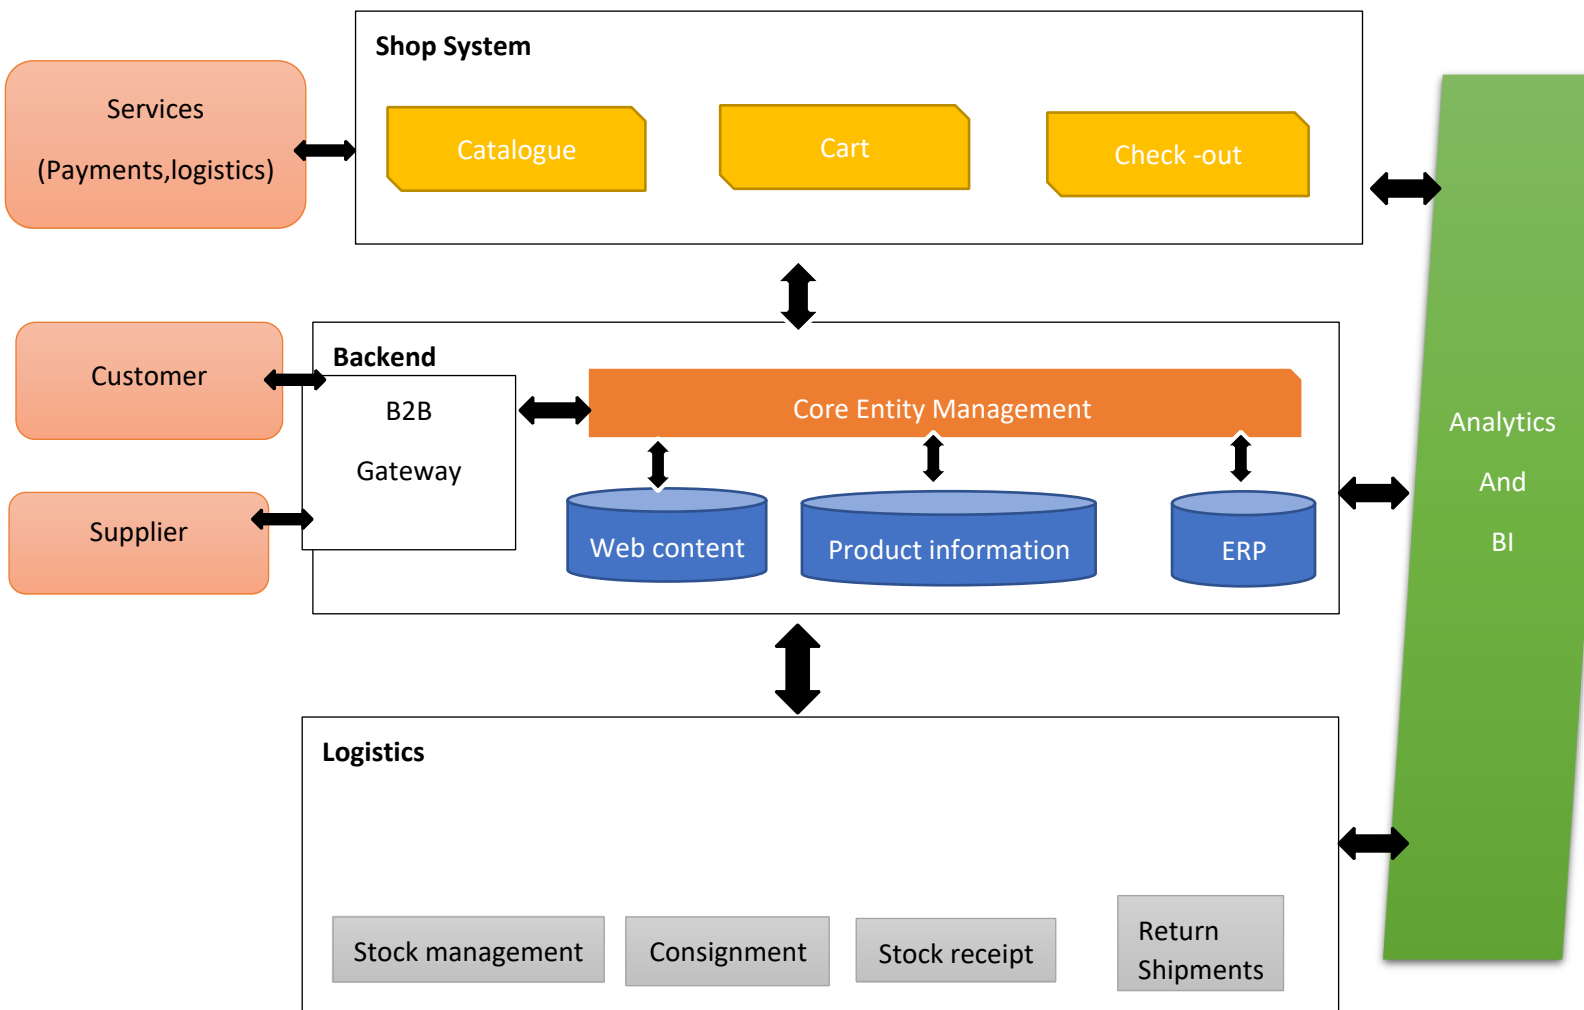 Shop System
Services
(Payments,logistics)
Catalogue
Cart
Check -out
Customer
Backend
B2B
Gateway
Core Entity Management
Supplier
Web content
Product information
ERP
Analytics
And
BI
Logistics
Stock management
Consignment
Stock receipt
Return
Shipments